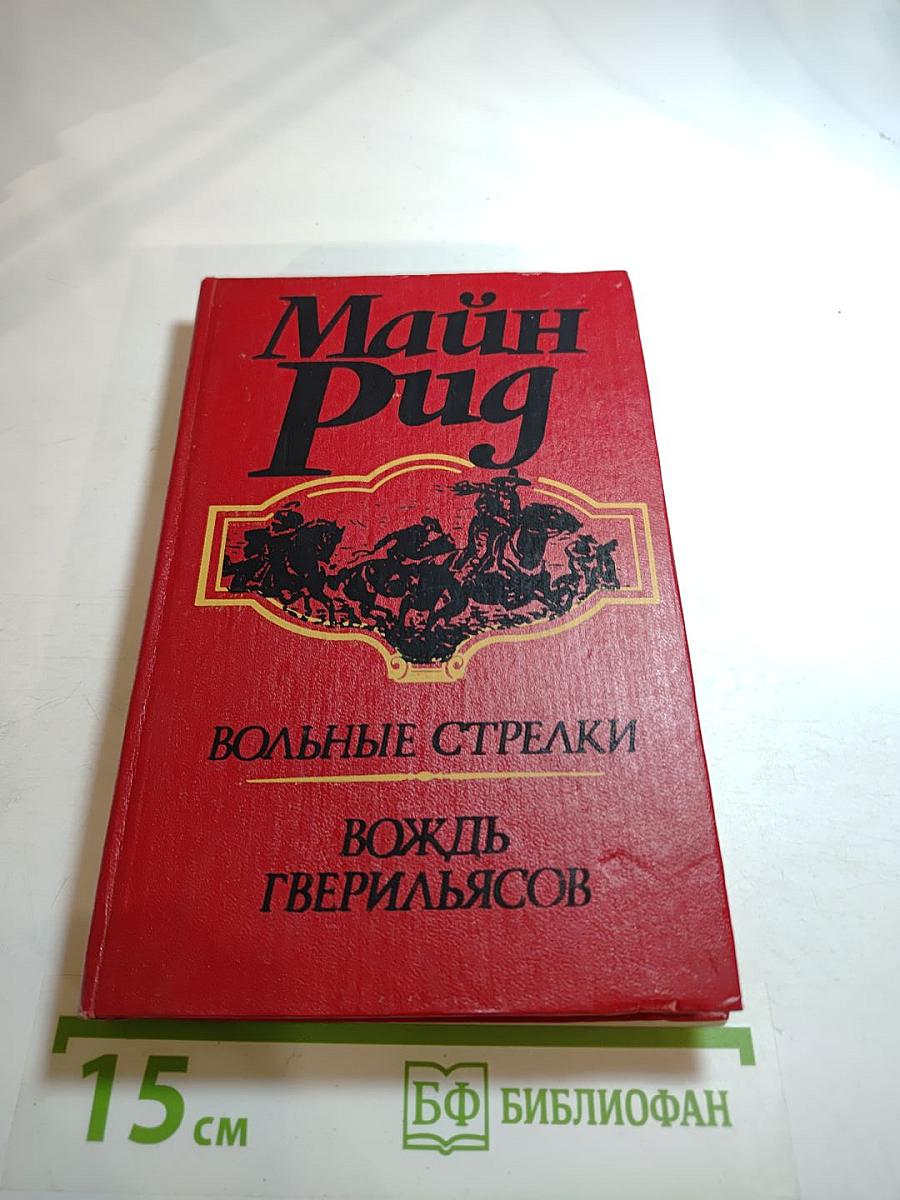 Майн
Рид
ВОЛЬНЫЕ СТРЕЛКИ
ВОЖДЬ
ГВЕРИЛЬЯСОВ
15 см
БФ БИБЛИОФАН